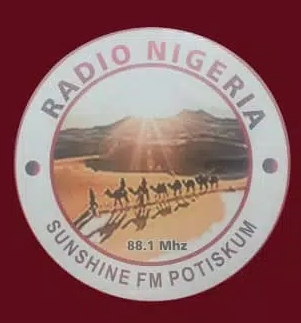 RADIO NIGERIA
88.1 Mhz
SUNSHINE FM POTISKUM